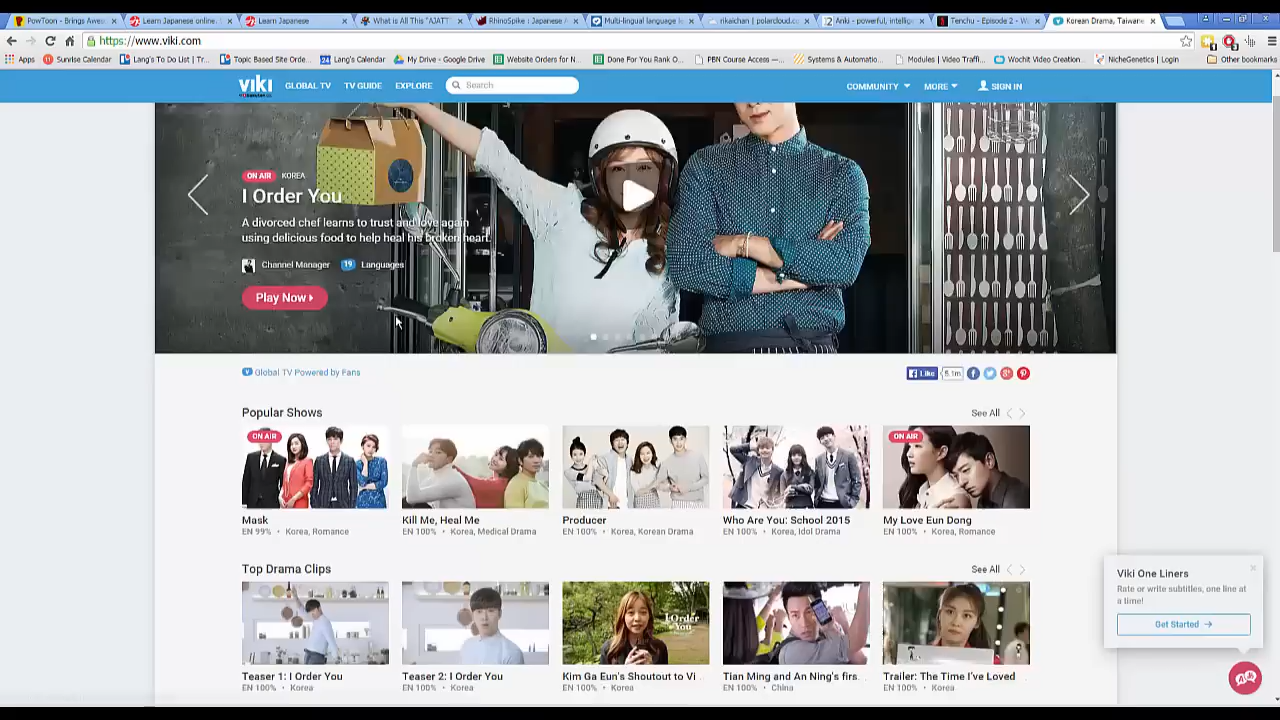 PowToon - Brings Awesom
Learn Japanese online.
Learn Japanese
What is All This "AJATT"
RhinoSpike : Japanese A
Multi-lingual language le
rikaichan | polarcloud.co
Anki - powerful, intellige
Tenchu - Episode 2 - W
Korean Drama, Taiwane
https://www.viki.com
Apps
Sunrise Calendar
Lang's To Do List | Tr...
Topic Based Site Orde...
Lang's Calendar
My Drive - Google Drive
Website Orders for N...
Done For You Rank O...
PBN Course Access —...
Systems & Automatio...
Modules | Video Traffi...
Wochit Video Creation...
NicheGenetics | Login
Other bookmarks
VIKI
GLOBAL TV
TV GUIDE
EXPLORE
Search
COMMUNITY
MORE
SIGN IN
ON AIR
KOREA
I Order You
A divorced chef learns to trust and love again
using delicious food to help heal his broken heart.
Channel Manager
19
Languages
Play Now
Global TV Powered by Fans
Like
5.1m
Popular Shows
See All
ON AIR
ON AIR
Mask
Kill Me, Heal Me
Producer
Who Are You: School 2015
My Love Eun Dong
EN 99% • Korea, Romance
EN 100% • Korea, Medical Drama
EN 100% • Korea, Korean Drama
EN 100% • Korea, Idol Drama
EN 100% • Korea, Romance
Viki One Liners
Rate or write subtitles, one line at
a time!
Get Started
Top Drama Clips
See All
I Order You
Teaser 1: I Order You
Teaser 2: I Order You
Kim Ga Eun's Shoutout to Vi
Tian Ming and An Ning's firs
Trailer: The Time I've Loved
EN 100% • Korea
EN 100% • Korea
EN 100% • Korea
EN 100% • China
EN 100% • Korea